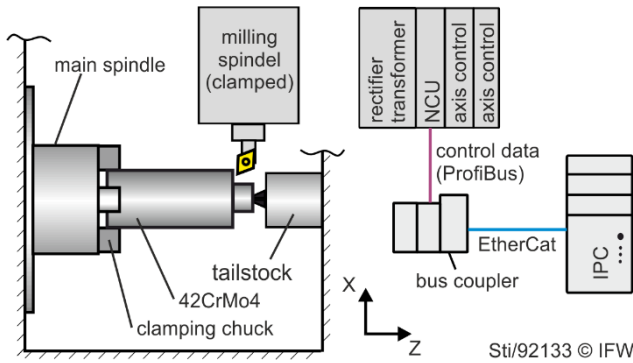 main spindle
milling
spindel
(clamped)
tailstock
42CrMo4
clamping chuck
rectifier
transformer
NCU
axis control
axis control
control data
(ProfiBus)
EtherCat
bus coupler
IPC
X
Z
Sti/92133 © IFW